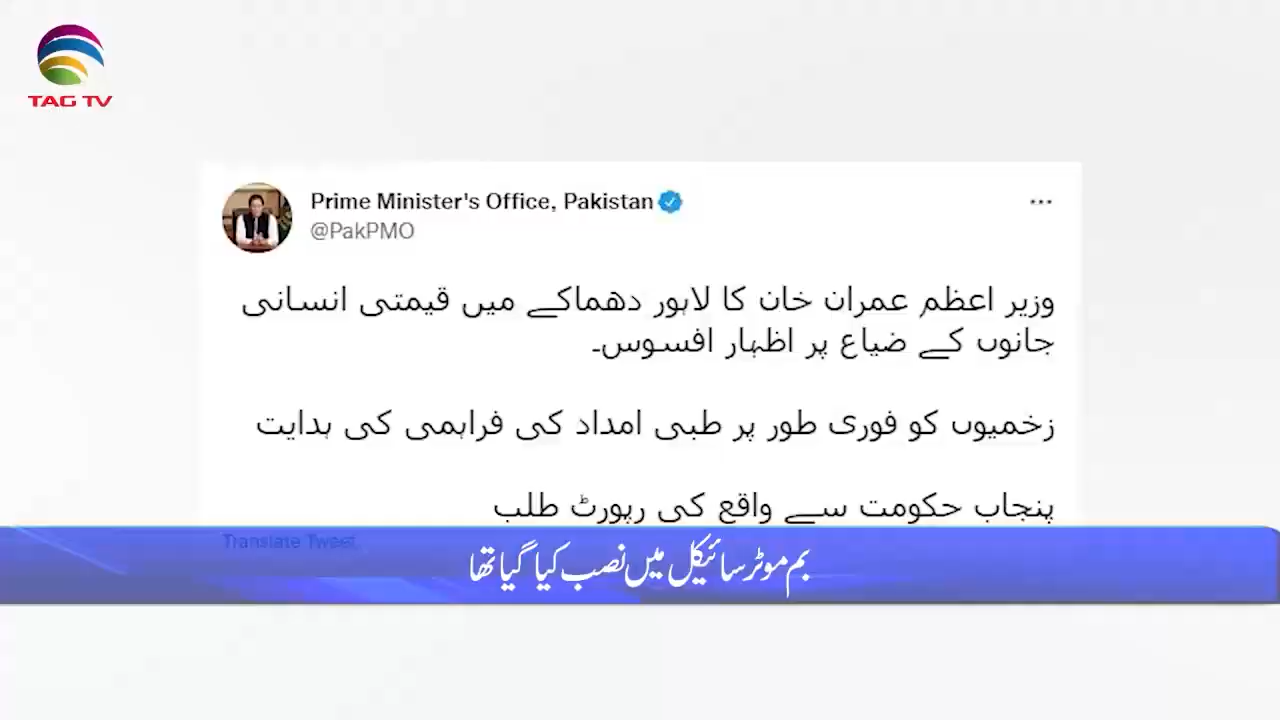 TAG TV
Prime Minister's Office, Pakistan
@PakPMO
وزیر اعظم عمران خان کا لاہور دھماکے میں قیمتی انسانی
جانوں کے ضیاع پر اظہار افسوس۔
زخمیوں کو فوری طور پر طبی امداد کی فراہمی کی ہدایت
پنجاب حکومت سے واقع کی رپورٹ طلب
Translate Tweet
بم موٹر سائیکل میں نصب کیا گیا تھا